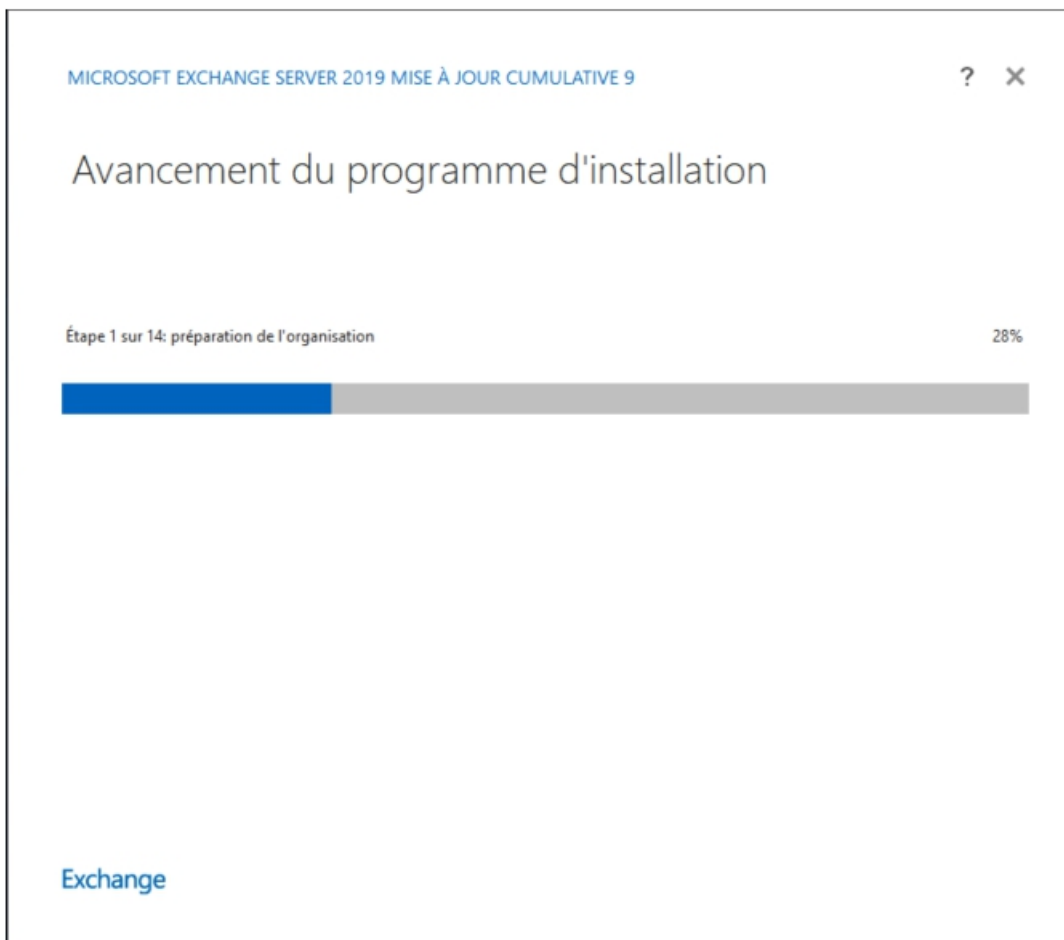 MICROSOFT EXCHANGE SERVER 2019 MISE À JOUR CUMULATIVE 9 ? ✕
Avancement du programme d'installation
Étape 1 sur 14: préparation de l'organisation 28%
Exchange